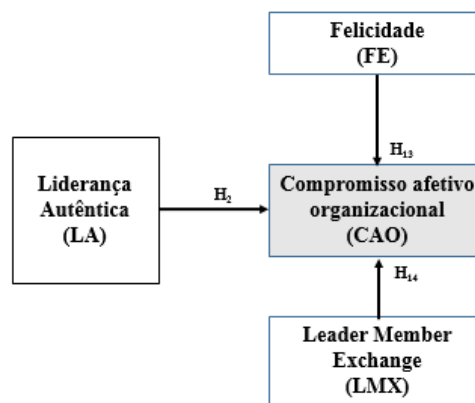 Felicidade
(FE)
H13
Liderança
Autêntica
(LA)
H2
Compromisso afetivo
organizacional
(CAO)
H14
Leader Member
Exchange
(LMX)